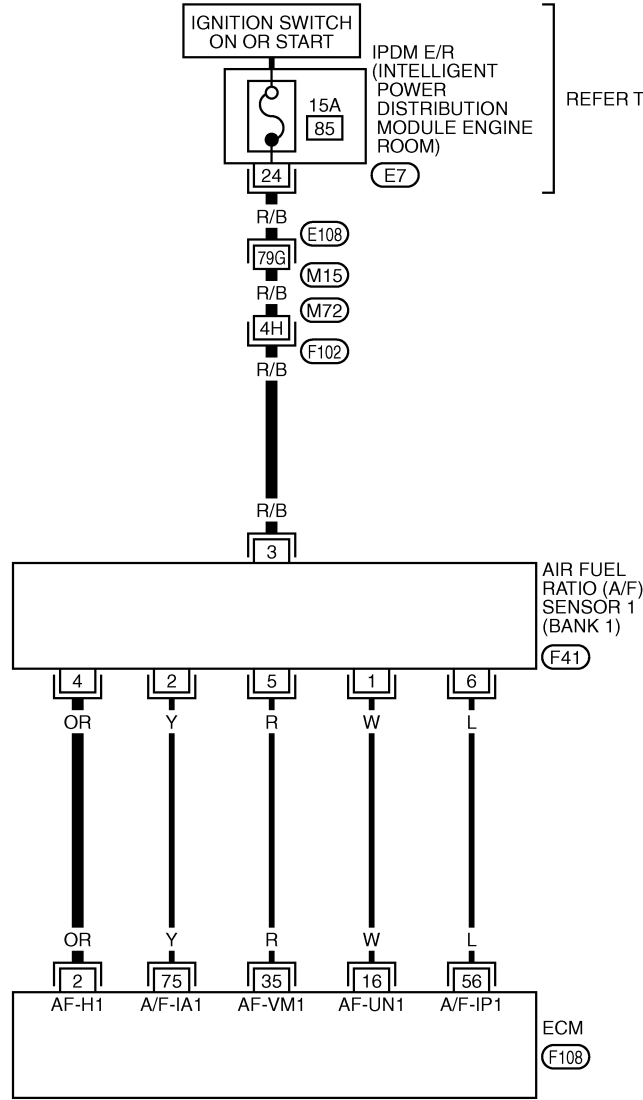 IGNITION SWITCH
ON OR START
IPDM E/R
(INTELLIGENT
POWER
DISTRIBUTION
MODULE ENGINE
ROOM)
REFER T
15A
85
24
E7
R/B
E108
79G
M15
R/B
M72
4H
F102
R/B
R/B
3
AIR FUEL
RATIO (A/F)
SENSOR 1
(BANK 1)
F41
4 2 5 1 6
OR Y R W L
OR Y R W L
2 75 35 16 56
AF-H1 A/F-IA1 AF-VM1 AF-UN1 A/F-IP1
ECM
F108